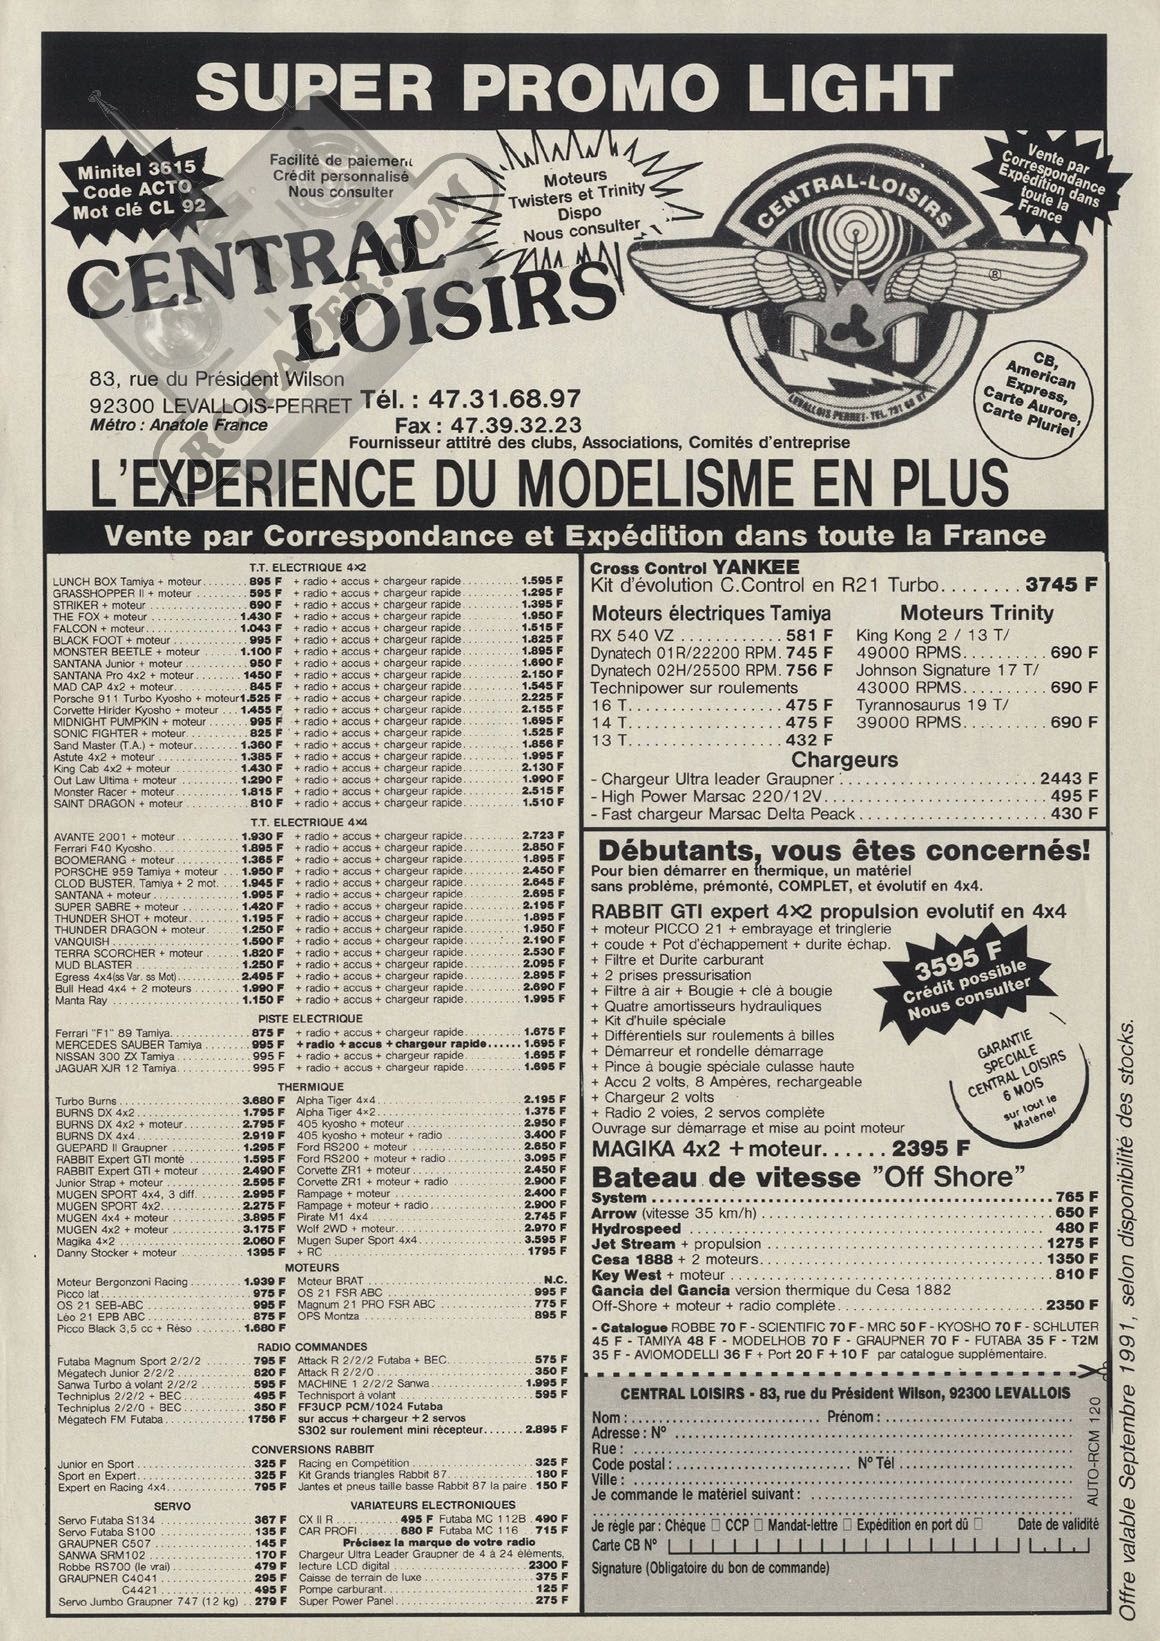 SUPER PROMO LIGHT
Minitel 3615
Code ACTO
Mot clé CL 92
Facilité de paiement
Crédit personnalisé
Nous consulter
Moteurs
Twisters et Trinity
Dispo
Nous consulter
CENTRAL-LOISIRS
LEVALLOIS PERRET-TEL.
®
Vente par
Correspondance
Expédition dans
toute la
France
CENTRAL
LOISIRS
RC-PAPER.COM
83, rue du Président Wilson
92300 LEVALLOIS-PERRET
Métro : Anatole France
Tél. : 47.31.68.97
Fax : 47.39.32.23
Fournisseur attitré des clubs, Associations, Comités d'entreprise
CB,
American
Express,
Carte Aurore,
Carte Pluriel
L'EXPERIENCE DU MODELISME EN PLUS
Vente par Correspondance et Expédition dans toute la France
T.T. ELECTRIQUE 4×2
LUNCH BOX Tamiya + moteur........895 F + radio + accus + chargeur rapide........1.595 F
GRASSHOPPER II + moteur........595 F + radio + accus + chargeur rapide........1.295 F
STRIKER + moteur........690 F + radio + accus + chargeur rapide........1.395 F
THE FOX + moteur........1.430 F + radio + accus + chargeur rapide........1.950 F
FALCON + moteur........1.043 F + radio + accus + chargeur rapide........1.515 F
BLACK FOOT + moteur........995 F + radio + accus + chargeur rapide........1.825 F
MONSTER BEETLE + moteur........1.100 F + radio + accus + chargeur rapide........1.895 F
SANTANA Junior + moteur........950 F + radio + accus + chargeur rapide........1.690 F
SANTANA Pro 4x2 + moteur........1450 F + radio + accus + chargeur rapide........2.150 F
MAD CAP 4x2 + moteur........845 F + radio + accus + chargeur rapide........1.545 F
Porsche 911 Turbo Kyosho + moteur 1.525 F + radio + accus + chargeur rapide........2.225 F
Corvette Hirider Kyosho + moteur...1.455 F + radio + accus + chargeur rapide........2.155 F
MIDNIGHT PUMPKIN + moteur........995 F + radio + accus + chargeur rapide........1.695 F
SONIC FIGHTER + moteur........825 F + radio + accus + chargeur rapide........1.525 F
Sand Master (T.A.) + moteur........1.360 F + radio + accus + chargeur rapide........1.856 F
Astute 4x2 + moteur........1.385 F + radio + accus + chargeur rapide........1.995 F
King Cab 4x2 + moteur........1.430 F + radio + accus + chargeur rapide........2.130 F
Out Law Ultima + moteur........1.290 F + radio + accus + chargeur rapide........1.990 F
Monster Racer + moteur........1.815 F + radio + accus + chargeur rapide........2.515 F
SAINT DRAGON + moteur........810 F + radio + accus + chargeur rapide........1.510 F
T.T. ELECTRIQUE 4×4
AVANTE 2001 + moteur........1.930 F + radio + accus + chargeur rapide........2.723 F
Ferrari F40 Kyosho........1.895 F + radio + accus + chargeur rapide........2.850 F
BOOMERANG + moteur........1.365 F + radio + accus + chargeur rapide........1.895 F
PORSCHE 959 Tamiya + moteur...1.950 F + radio + accus + chargeur rapide........2.450 F
CLOD BUSTER, Tamiya + 2 mot....1.945 F + radio + accus + chargeur rapide........2.645 F
SANTANA + moteur........1.995 F + radio + accus + chargeur rapide........2.695 F
SUPER SABRE + moteur........1.420 F + radio + accus + chargeur rapide........2.195 F
THUNDER SHOT + moteur........1.195 F + radio + accus + chargeur rapide........1.895 F
THUNDER DRAGON + moteur........1.250 F + radio + accus + chargeur rapide........1.950 F
VANQUISH........1.590 F + radio + accus + chargeur rapide........2.190 F
TERRA SCORCHER + moteur........1.820 F + radio + accus + chargeur rapide........2.530 F
MUD BLASTER........1.250 F + radio + accus + chargeur rapide........2.095 F
Egress 4x4(ss Var. ss Mot)........2.495 F + radio + accus + chargeur rapide........2.895 F
Bull Head 4x4 + 2 moteurs........1.990 F + radio + accus + chargeur rapide........2.690 F
Manta Ray........1.150 F + radio + accus + chargeur rapide........1.995 F
PISTE ELECTRIQUE
Ferrari "F1" 89 Tamiya........875 F + radio + accus + chargeur rapide........1.675 F
MERCEDES SAUBER Tamiya........995 F + radio + accus + chargeur rapide......1.695 F
NISSAN 300 ZX Tamiya........995 F + radio + accus + chargeur rapide........1.695 F
JAGUAR XJR 12 Tamiya........995 F + radio + accus + chargeur rapide........1.695 F
THERMIQUE
Turbo Burns........3.680 F Alpha Tiger 4×4........2.195 F
BURNS DX 4x2........1.795 F Alpha Tiger ×2........1.375 F
BURNS DX 4x2 + moteur........2.795 F 405 kyosho + moteur........2.950 F
BURNS DX 4x4........2.919 F 405 kyosho + moteur + radio........3.400 F
GUEPARD II Graupner........1.295 F Ford RS200 + moteur........2.650 F
RABBIT Expert GTI monté........1.595 F Ford RS200 + moteur + radio........3.095 F
RABBIT Expert GTI + moteur........2.490 F Corvette ZR1 + moteur........2.450 F
Junior Strap + moteur........2.595 F Corvette ZR1 + moteur + radio........2.900 F
MUGEN SPORT 4x4, 3 diff........2.995 F Rampage + moteur........2.400 F
MUGEN SPORT 4x2........2.275 F Rampage + moteur + radio........2.900 F
MUGEN 4x4 + moteur........3.895 F Pirate M1 4x4........2.745 F
MUGEN 4x2 + moteur........3.175 F Wolf 2WD + moteur........2.970 F
Magika 4×2........2.060 F Mugen Super Sport 4x4........3.595 F
Danny Stocker + moteur........1395 F + RC........1795 F
MOTEURS
Moteur Bergonzoni Racing........1.939 F Moteur BRAT........N.C.
Picco lat........975 F OS 21 FSR ABC........995 F
OS 21 SEB-ABC........995 F Magnum 21 PRO FSR ABC........775 F
Léo 21 EPB ABC........875 F OPS Montza........895 F
Picco Black 3,5 cc + Réso........1.680 F
RADIO COMMANDES
Futaba Magnum Sport 2/2/2........795 F Attack R 2/2/2 Futaba + BEC........575 F
Mégatech Junior 2/2/2........820 F Attack R 2/2/0........350 F
Sanwa Turbo à volant 2/2/2........595 F MACHINE 1 2/2/2 Sanwa........1.995 F
Techniplus 2/2/2 + BEC........495 F Technisport à volant........595 F
Techniplus 2/2/0 + BEC........350 F FF3UCP PCM/1024 Futaba
Mégatech FM Futaba........1756 F sur accus + chargeur + 2 servos
S302 sur roulement mini récepteur...2.895 F
CONVERSIONS RABBIT
Junior en Sport........325 F Racing en Competition........325 F
Sport en Expert........325 F Kit Grands triangles Rabbit 87........180 F
Expert en Racing 4x4........795 F Jantes et pneus taille basse Rabbit 87 la paire . 150 F
SERVO
Servo Futaba S134........367 F
Servo Futaba S100........135 F
GRAUPNER C507........145 F
SANWA SRM102........170 F
Robbe RS700 (le vrai)........479 F
GRAUPNER C4041........295 F
C4421........495 F
Servo Jumbo Graupner 747 (12 kg) ..279 F
VARIATEURS ELECTRONIQUES
CX II R........495 F Futaba MC 112B..490 F
CAR PROFI........680 F Futaba MC 116...715 F
Précisez la marque de votre radio
Chargeur Ultra Leader Graupner de 4 à 24 éléments,
lecture LCD digital........2300 F
Caisse de terrain de luxe........375 F
Pompe carburant........125 F
Super Power Panel........275 F
Cross Control YANKEE
Kit d'évolution C.Control en R21 Turbo........3745 F
Moteurs électriques Tamiya
RX 540 VZ........581 F
Dynatech 01R/22200 RPM. 745 F
Dynatech 02H/25500 RPM. 756 F
Technipower sur roulements
16 T........475 F
14 T........475 F
13 T........432 F
Moteurs Trinity
King Kong 2 / 13 T/
49000 RPMS........690 F
Johnson Signature 17 T/
43000 RPMS........690 F
Tyrannosaurus 19 T/
39000 RPMS........690 F
Chargeurs
- Chargeur Ultra leader Graupner........2443 F
- High Power Marsac 220/12V........495 F
- Fast chargeur Marsac Delta Peack........430 F
Débutants, vous êtes concernés!
Pour bien démarrer en thermique, un matériel
sans problème, prémonté, COMPLET, et évolutif en 4x4.
RABBIT GTI expert 4×2 propulsion evolutif en 4x4
+ moteur PICCO 21 + embrayage et tringlerie
+ coude + Pot d'échappement + durite échap.
+ Filtre et Durite carburant
+ 2 prises pressurisation
+ Filtre à air + Bougie + clé à bougie
+ Quatre amortisseurs hydrauliques
+ Kit d'huile spéciale
+ Différentiels sur roulements à billes
+ Démarreur et rondelle démarrage
+ Pince à bougie spéciale culasse haute
+ Accu 2 volts, 8 Ampères, rechargeable
+ Chargeur 2 volts
+ Radio 2 voies, 2 servos complète
Ouvrage sur démarrage et mise au point moteur
3595 F
Crédit possible
Nous consulter
GARANTIE
SPECIALE
CENTRAL LOISIRS
6 MOIS
sur tout le
Matériel
MAGIKA 4x2 + moteur......2395 F
Bateau de vitesse "Off Shore"
System........765 F
Arrow (vitesse 35 km/h)........650 F
Hydrospeed........480 F
Jet Stream + propulsion........1275 F
Cesa 1888 + 2 moteurs........1350 F
Key West + moteur........810 F
Gancia del Gancia version thermique du Cesa 1882
Off-Shore + moteur + radio complète........2350 F
- Catalogue ROBBE 70 F - SCIENTIFIC 70 F - MRC 50 F - KYOSHO 70 F - SCHLUTER
45 F - TAMIYA 48 F - MODELHOB 70 F - GRAUPNER 70 F - FUTABA 35 F - T2M
35 F - AVIOMODELLI 36 F + Port 20 F + 10 F par catalogue supplémentaire.
CENTRAL LOISIRS - 83, rue du Président Wilson, 92300 LEVALLOIS
Nom : ........ Prénom : ........
Adresse : Nº ........
Rue : ........
Code postal : ........ Nº Tél ........
Ville : ........
Je commande le matériel suivant : ........
Je règle par : Chèque □ CCP □ Mandat-lettre □ Expédition en port dû □ Date de validité
Carte CB Nº
Signature (Obligatoire du bon de commande)
AUTO-RCM 120
Offre valable Septembre 1991, selon disponibilité des stocks.